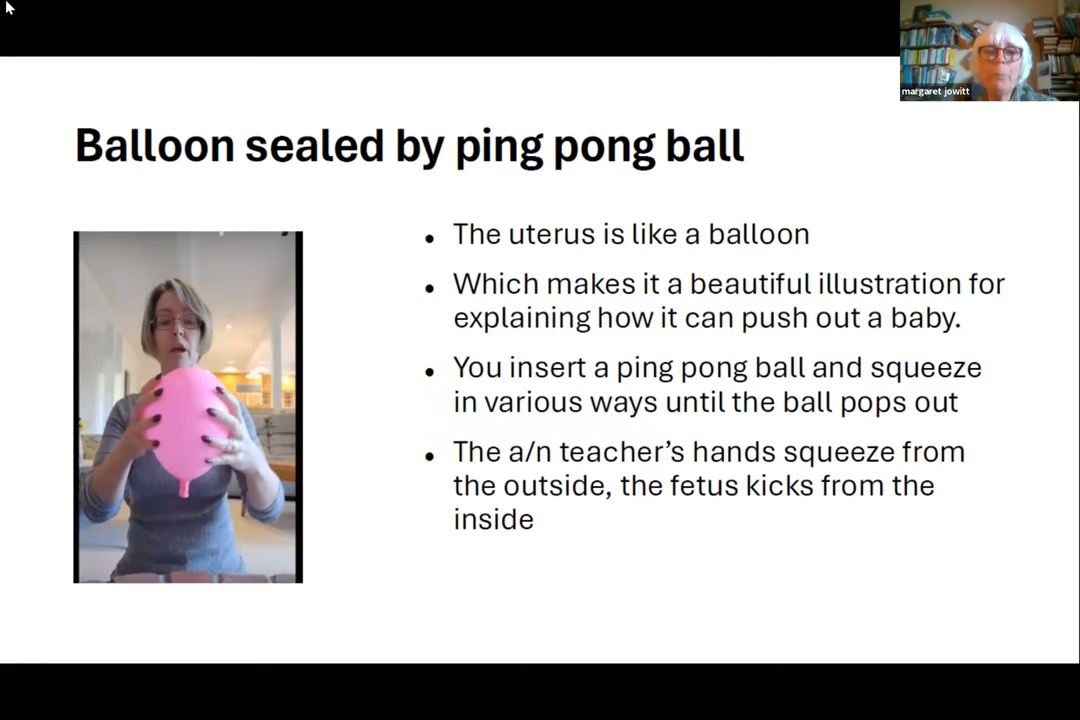 margaret jowitt
Balloon sealed by ping pong ball
• The uterus is like a balloon
• Which makes it a beautiful illustration for
explaining how it can push out a baby.
• You insert a ping pong ball and squeeze
in various ways until the ball pops out
• The a/n teacher’s hands squeeze from
the outside, the fetus kicks from the
inside